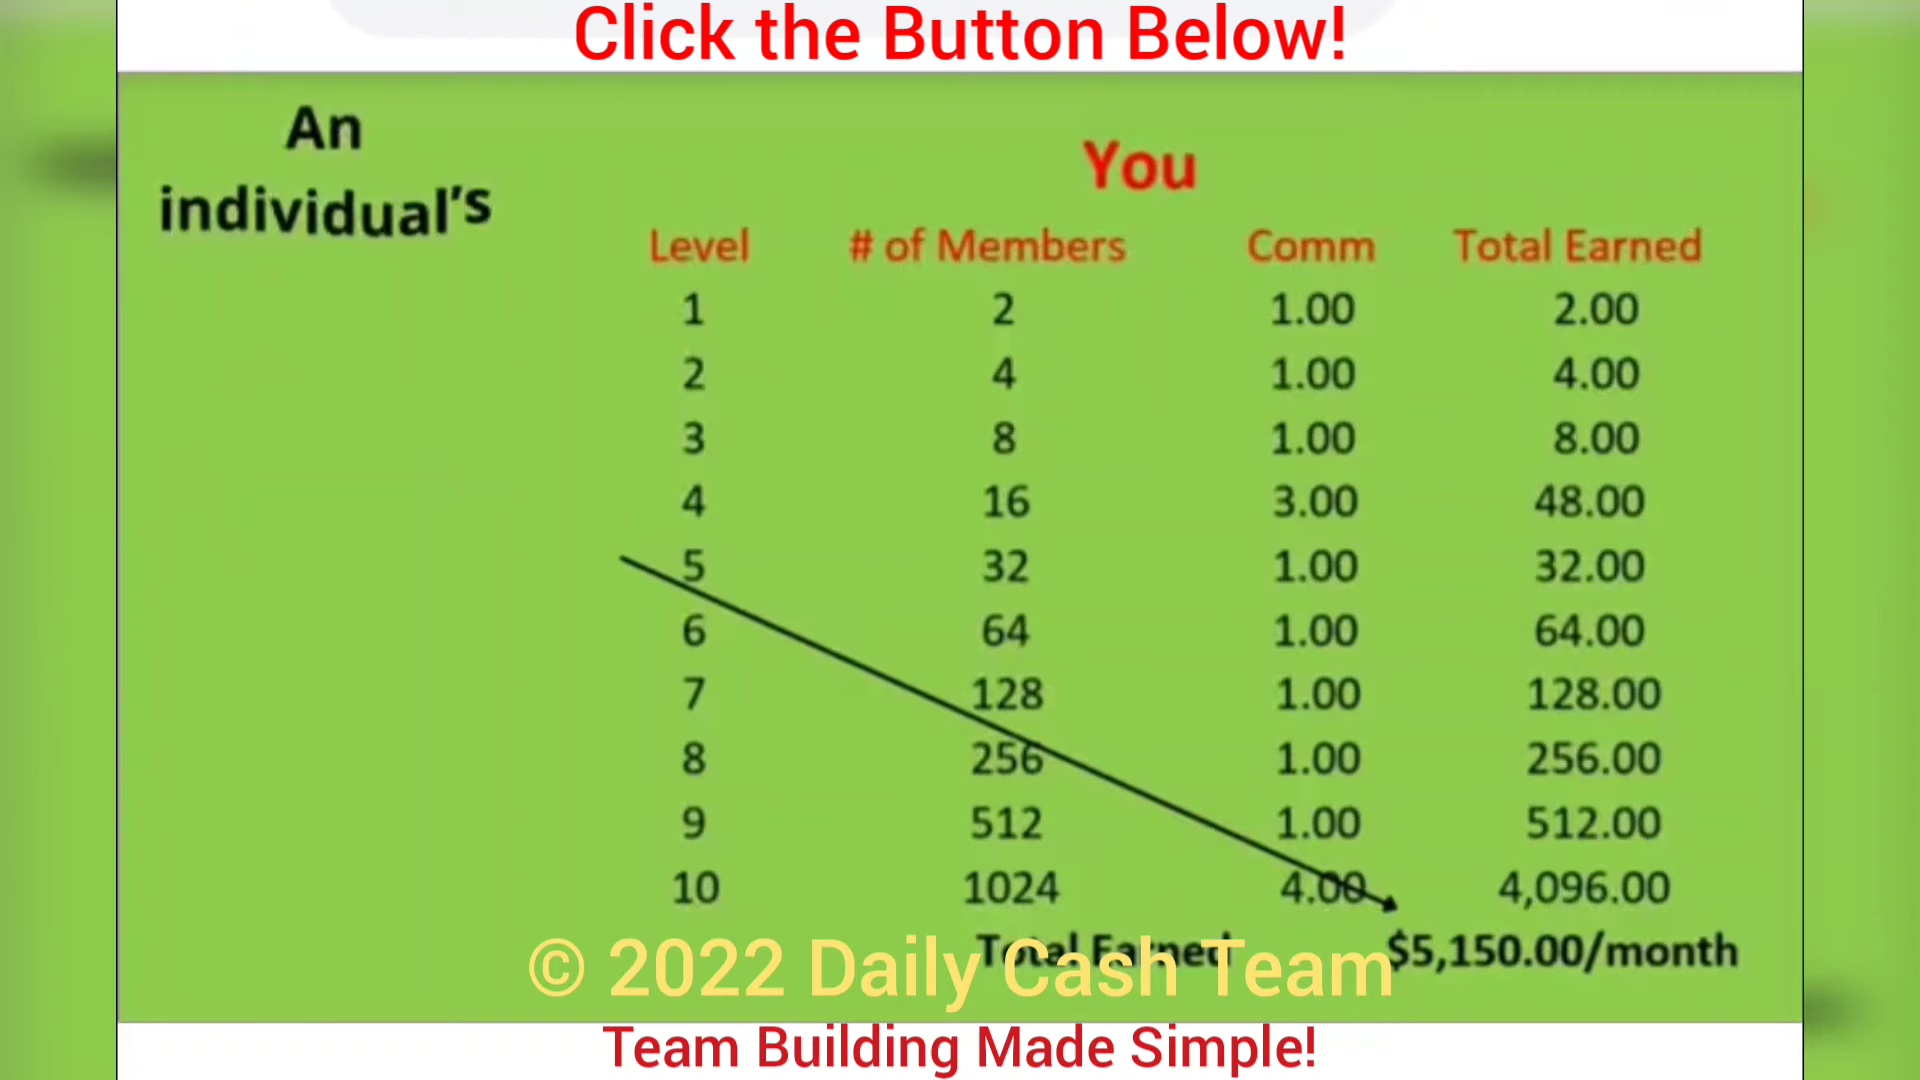 Click the Button Below!
An
individual's
You
Level # of Members Comm Total Earned
1 2 1.00 2.00
2 4 1.00 4.00
3 8 1.00 8.00
4 16 3.00 48.00
5 32 1.00 32.00
6 64 1.00 64.00
7 128 1.00 128.00
8 256 1.00 256.00
9 512 1.00 512.00
10 1024 4.00 4,096.00
Total Earned $5,150.00/month
© 2022 Daily Cash Team
Team Building Made Simple!